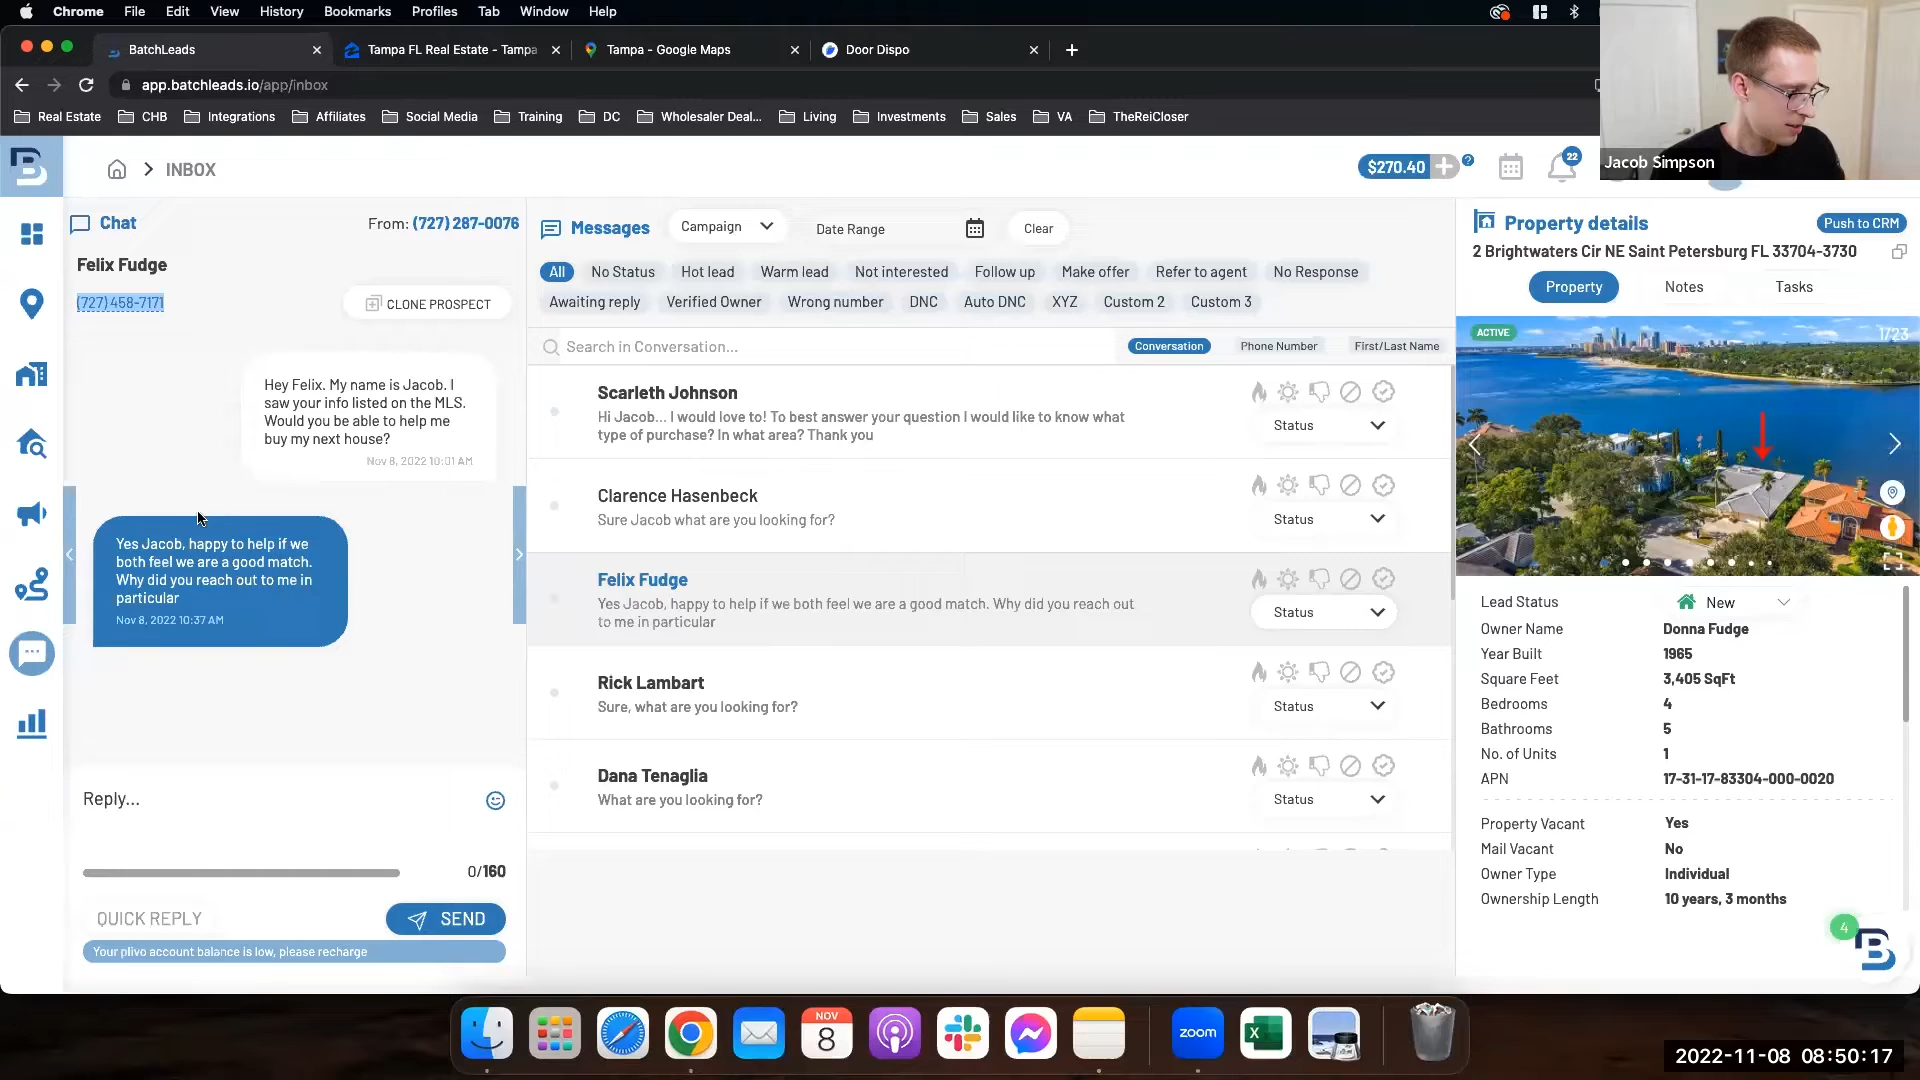 Chrome File Edit View History Bookmarks Profiles Tab Window Help
BatchLeads
Tampa FL Real Estate - Tampa
Tampa - Google Maps
Door Dispo
app.batchleads.io/app/inbox
Real Estate CHB Integrations Affiliates Social Media Training DC Wholesaler Deal... Living Investments Sales VA TheReiCloser
Jacob Simpson
INBOX
$270.40
?
22
Chat
From: (727) 287-0076
Felix Fudge
(727) 458-7171
CLONE PROSPECT
Hey Felix. My name is Jacob. I
saw your info listed on the MLS.
Would you be able to help me
buy my next house?
Nov 8, 2022 10:01 AM
Yes Jacob, happy to help if we
both feel we are a good match.
Why did you reach out to me in
particular
Nov 8, 2022 10:37 AM
Reply...
0/160
QUICK REPLY
SEND
Your plivo account balance is low, please recharge
Messages
Campaign
Date Range
Clear
All No Status Hot lead Warm lead Not interested Follow up Make offer Refer to agent No Response
Awaiting reply Verified Owner Wrong number DNC Auto DNC XYZ Custom 2 Custom 3
Search in Conversation...
Conversation Phone Number First/Last Name
Scarleth Johnson
Hi Jacob... I would love to! To best answer your question I would like to know what
type of purchase? In what area? Thank you
Status
Clarence Hasenbeck
Sure Jacob what are you looking for?
Status
Felix Fudge
Yes Jacob, happy to help if we both feel we are a good match. Why did you reach out
to me in particular
Status
Rick Lambart
Sure, what are you looking for?
Status
Dana Tenaglia
What are you looking for?
Status
Property details
Push to CRM
2 Brightwaters Cir NE Saint Petersburg FL 33704-3730
Property Notes Tasks
ACTIVE
1/23
Lead Status New
Owner Name Donna Fudge
Year Built 1965
Square Feet 3,405 SqFt
Bedrooms 4
Bathrooms 5
No. of Units 1
APN 17-31-17-83304-000-0020
Property Vacant Yes
Mail Vacant No
Owner Type Individual
Ownership Length 10 years, 3 months
4
NOV
8
zoom
X
2022-11-08 08:50:17